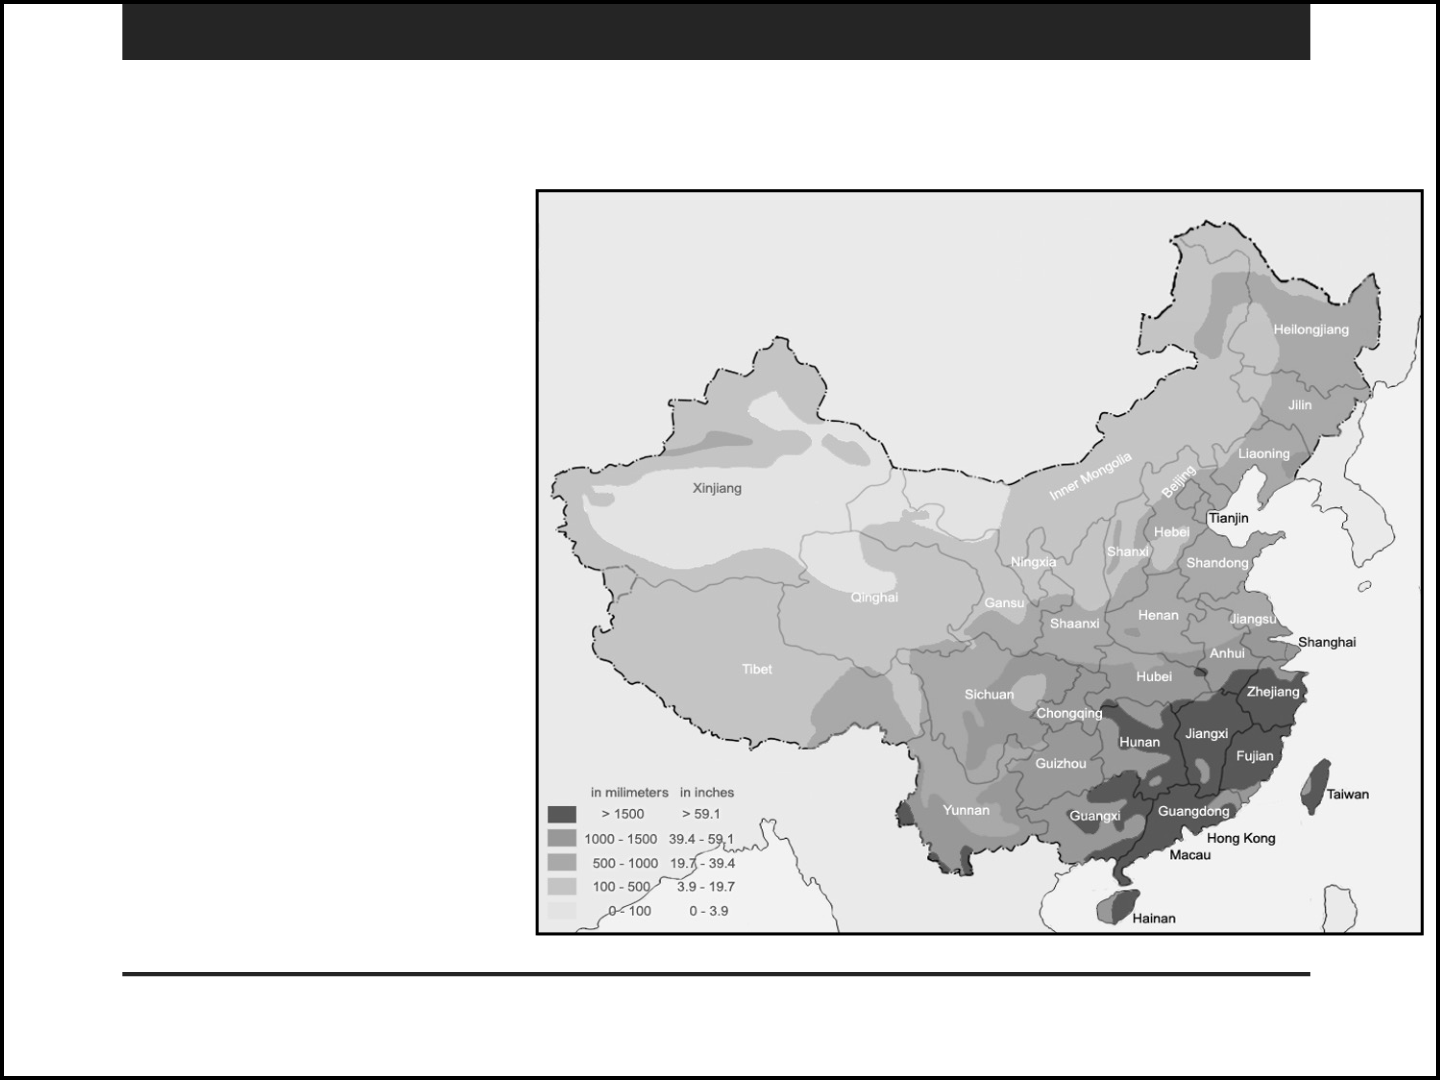 Heilongjiang
Jilin
Liaoning
Inner Mongolia
Beijing
Xinjiang
Tianjin
Hebei
Shanxi
Ningxia
Shandong
Qinghai
Gansu
Henan
Jiangsu
Shaanxi
Shanghai
Anhui
Tibet
Hubei
Sichuan
Zhejiang
Chongqing
Jiangxi
Hunan
Fujian
Guizhou
Taiwan
Yunnan
Guangxi
Guangdong
Hong Kong
Macau
Hainan
in milimeters in inches
> 1500 > 59.1
1000 - 1500 39.4 - 59.1
500 - 1000 19.7 - 39.4
100 - 500 3.9 - 19.7
0 - 100 0 - 3.9